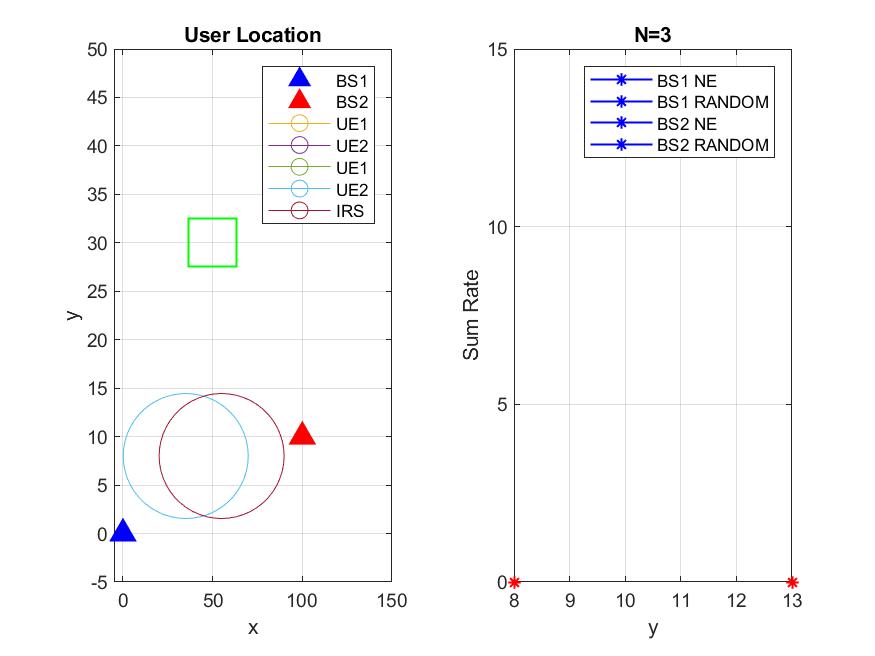 User Location
50
45
40
35
30
25
20
15
10
5
0
-5
0
50
100
150
x
y
BS1
BS2
UE1
UE2
UE1
UE2
IRS
N=3
15
10
5
0
8
9
10
11
12
13
y
Sum Rate
BS1 NE
BS1 RANDOM
BS2 NE
BS2 RANDOM